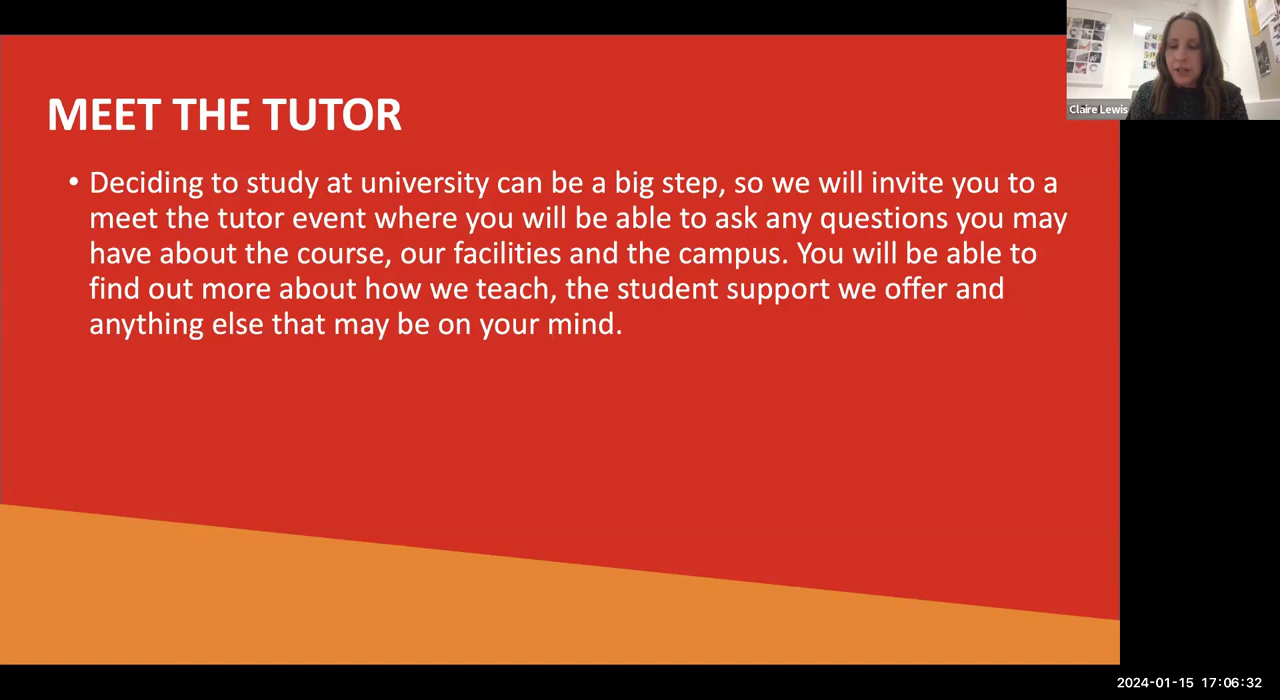 MEET THE TUTOR
• Deciding to study at university can be a big step, so we will invite you to a
meet the tutor event where you will be able to ask any questions you may
have about the course, our facilities and the campus. You will be able to
find out more about how we teach, the student support we offer and
anything else that may be on your mind.
Claire Lewis
2024-01-15 17:06:32